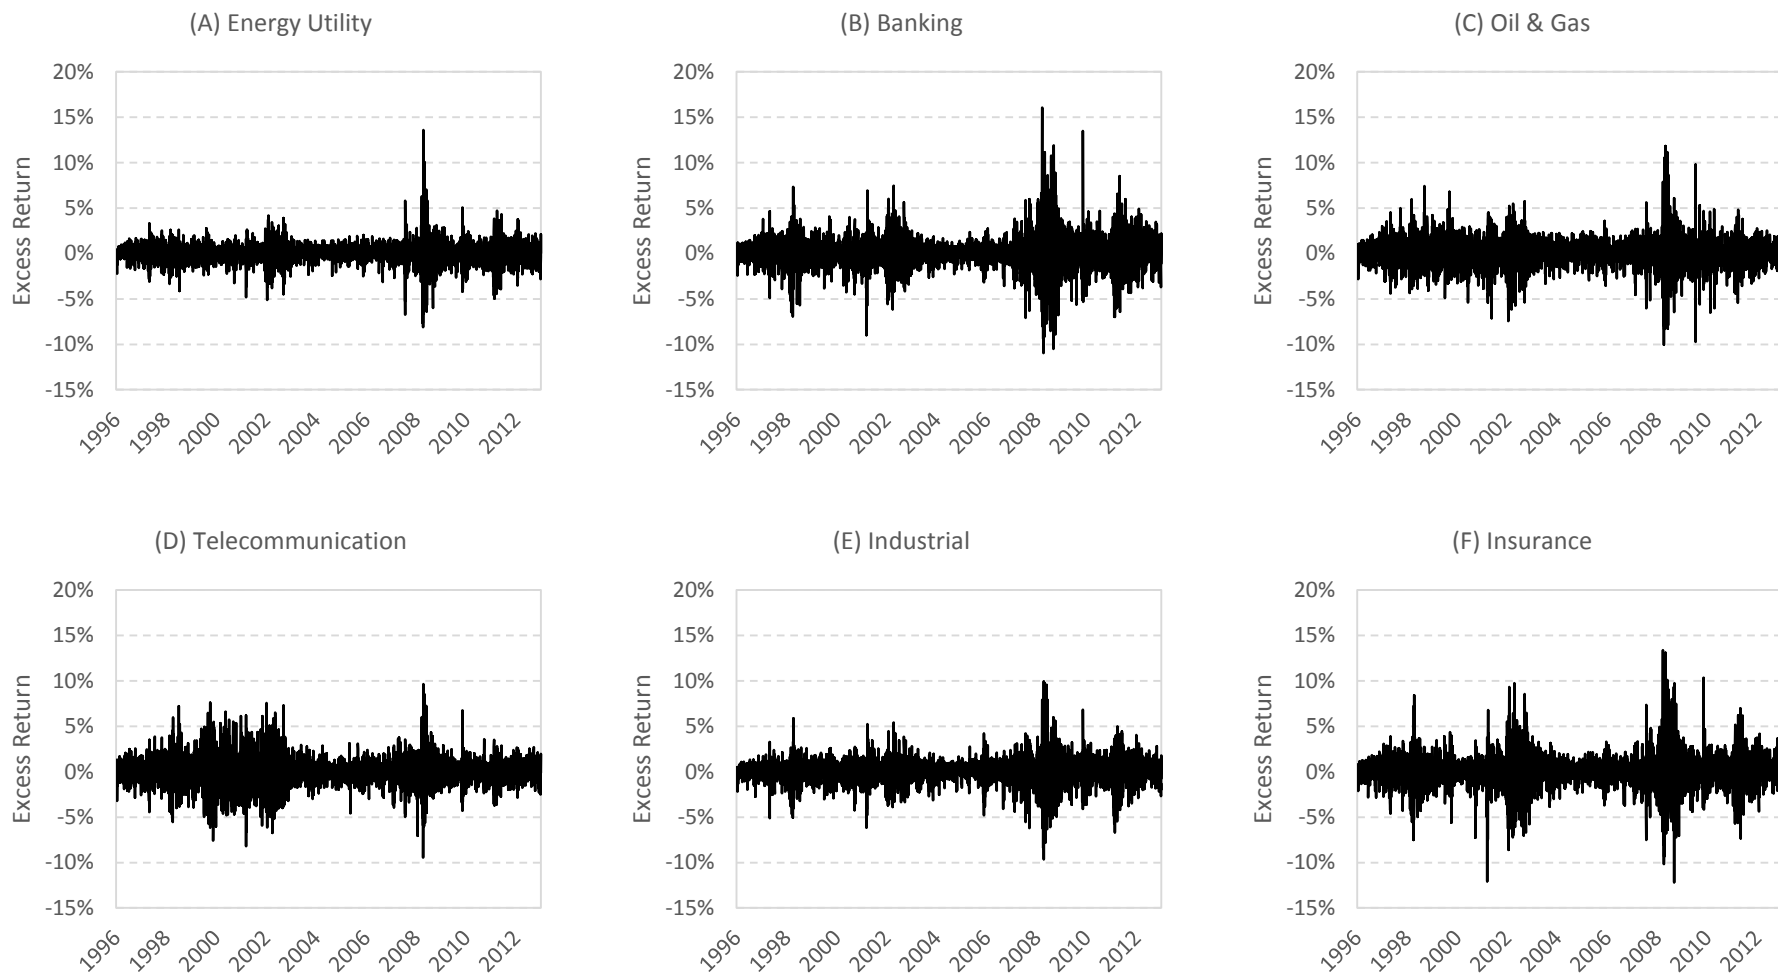 (A) Energy Utility
20%
15%
10%
5%
0%
-5%
-10%
-15%
Excess Return
1996 1998 2000 2002 2004 2006 2008 2010 2012
(B) Banking
20%
15%
10%
5%
0%
-5%
-10%
-15%
Excess Return
1996 1998 2000 2002 2004 2006 2008 2010 2012
(C) Oil & Gas
20%
15%
10%
5%
0%
-5%
-10%
-15%
Excess Return
1996 1998 2000 2002 2004 2006 2008 2010 2012
(D) Telecommunication
20%
15%
10%
5%
0%
-5%
-10%
-15%
Excess Return
1996 1998 2000 2002 2004 2006 2008 2010 2012
(E) Industrial
20%
15%
10%
5%
0%
-5%
-10%
-15%
Excess Return
1996 1998 2000 2002 2004 2006 2008 2010 2012
(F) Insurance
20%
15%
10%
5%
0%
-5%
-10%
-15%
Excess Return
1996 1998 2000 2002 2004 2006 2008 2010 2012